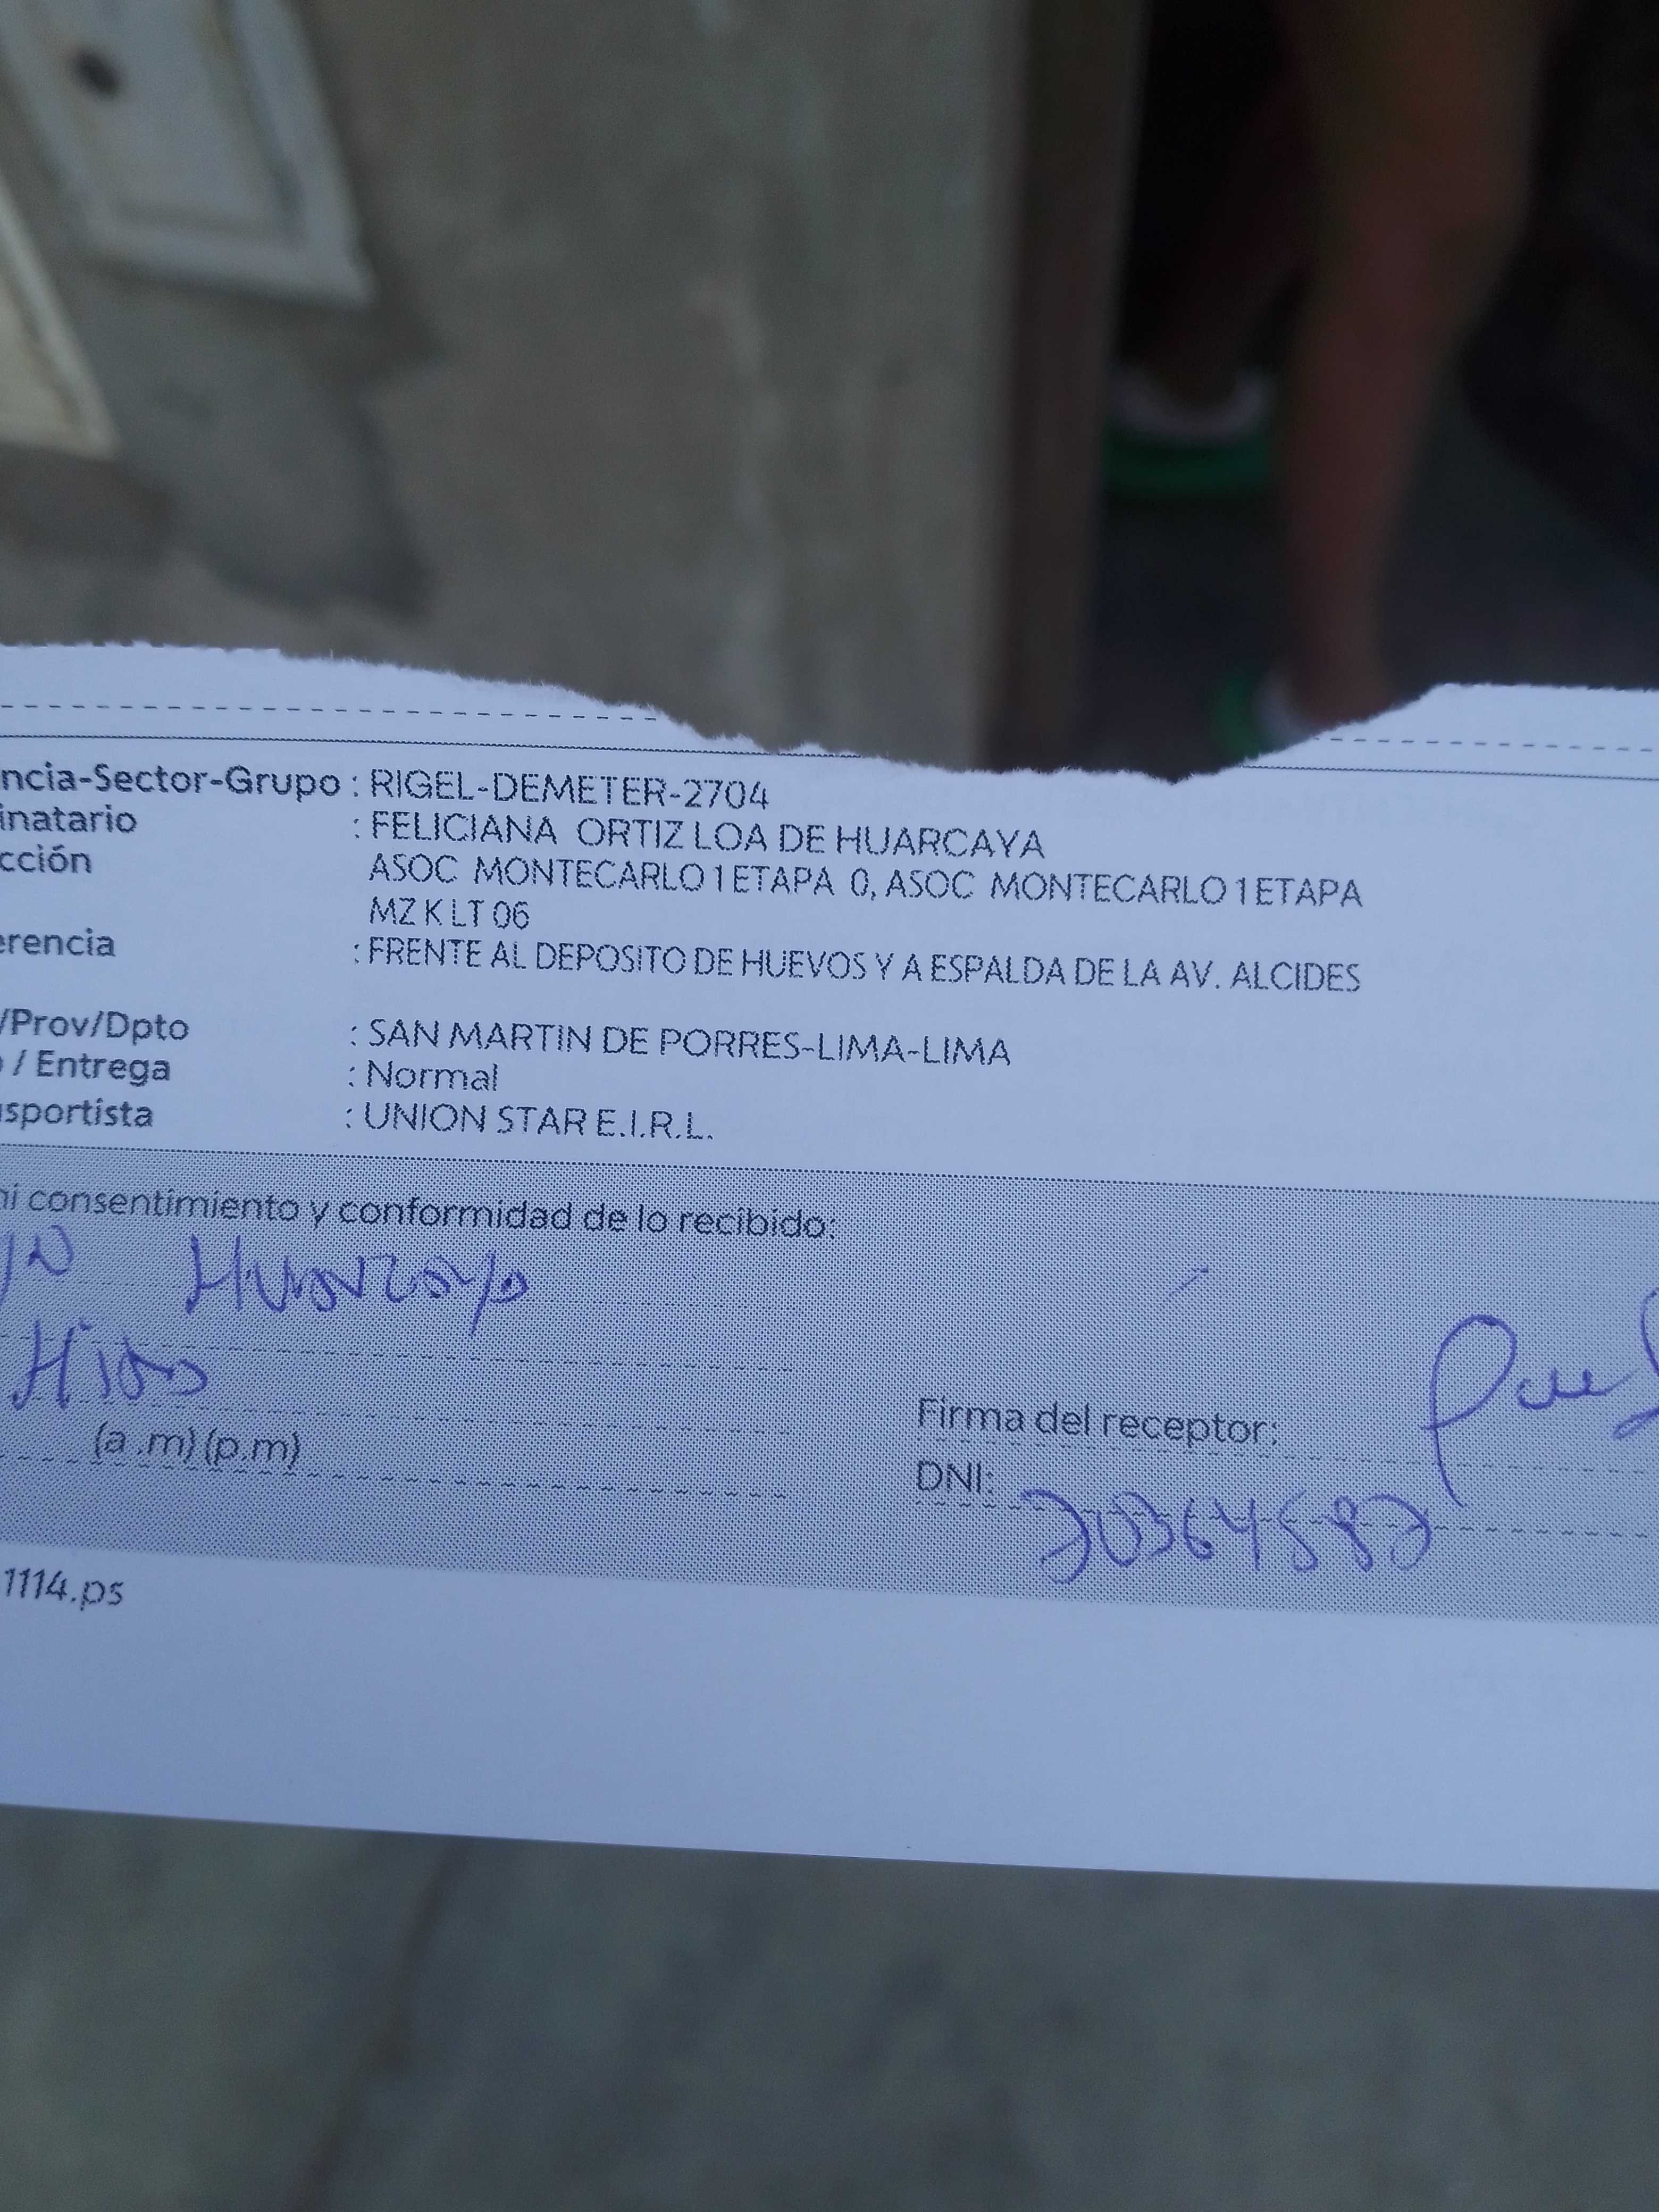 ncia-Sector-Grupo : RIGEL-DEMETER-2704
inatario : FELICIANA ORTIZ LOA DE HUARCAYA
cción ASOC MONTECARLO 1 ETAPA 0, ASOC MONTECARLO 1 ETAPA
MZ K LT 06
erencia : FRENTE AL DEPOSITO DE HUEVOS Y A ESPALDA DE LA AV. ALCIDES
/Prov/Dpto : SAN MARTIN DE PORRES-LIMA-LIMA
/ Entrega : Normal
sportista : UNION STAR E.I.R.L.
ni consentimiento y conformidad de lo recibido:
Huarcaya
(a.m) (p.m)
Firma del receptor:
DNI: 70364587
1114.ps